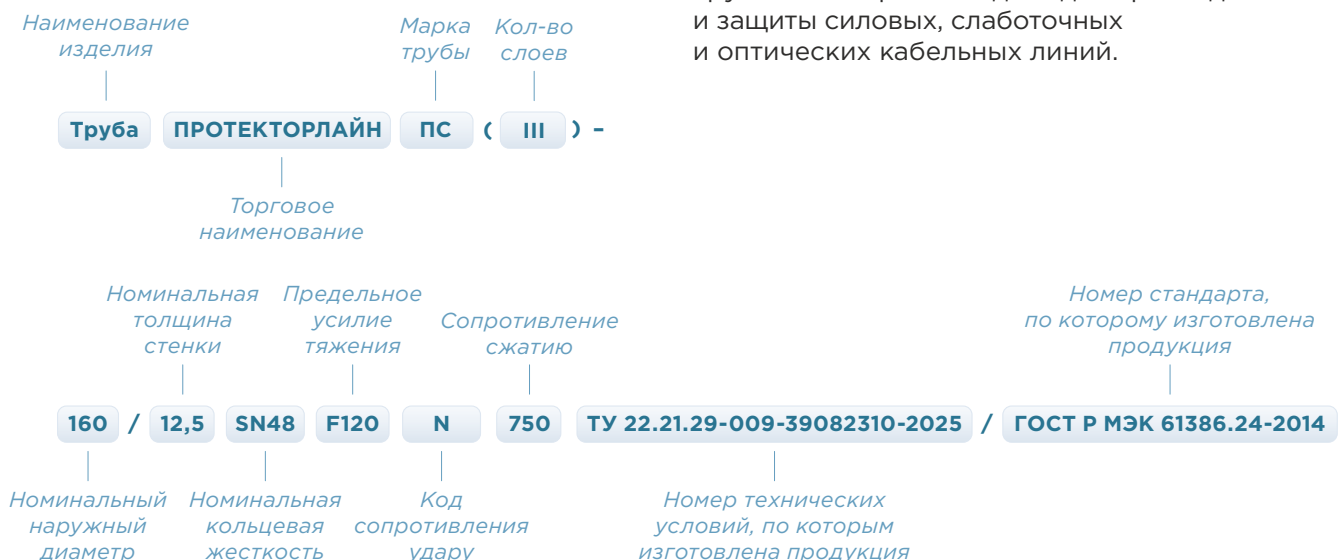 и защиты силовых, слаботочных
и оптических кабельных линий.
Наименование
изделия
Марка
трубы
Кол-во
слоев
Труба ПРОТЕКТОРЛАЙН ПС ( III ) –
Торговое
наименование
Номинальная
толщина
стенки
Предельное
усилие
тяжения
Сопротивление
сжатию
Номер стандарта,
по которому изготовлена
продукция
160 / 12,5 SN48 F120 N 750 ТУ 22.21.29-009-39082310-2025 / ГОСТ Р МЭК 61386.24-2014
Номинальный
наружный
диаметр
Номинальная
кольцевая
жесткость
Код
сопротивления
удару
Номер технических
условий, по которым
изготовлена продукция